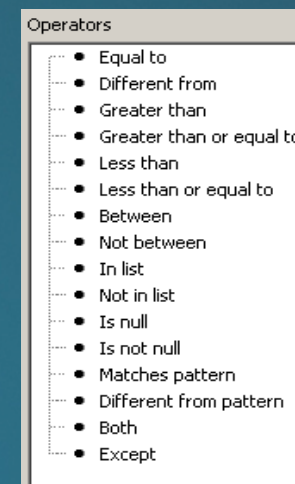 Operators
Equal to
Different from
Greater than
Greater than or equal to
Less than
Less than or equal to
Between
Not between
In list
Not in list
Is null
Is not null
Matches pattern
Different from pattern
Both
Except